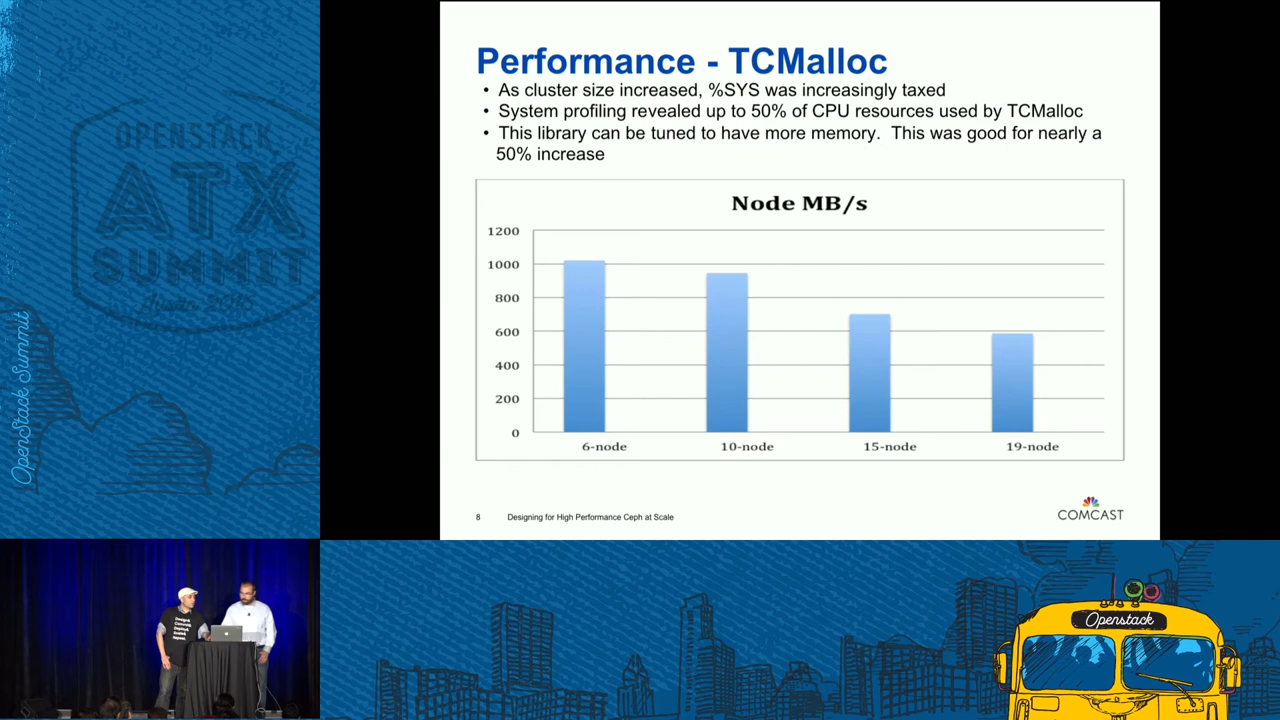 OPENSTACK
ATX
SUMMIT
Austin 2016
OpenStack Summit
Performance - TCMalloc
• As cluster size increased, %SYS was increasingly taxed
• System profiling revealed up to 50% of CPU resources used by TCMalloc
• This library can be tuned to have more memory. This was good for nearly a
50% increase
Node MB/s
1200
1000
800
600
400
200
0
6-node
10-node
15-node
19-node
8
Designing for High Performance Ceph at Scale
COMCAST
Openstack